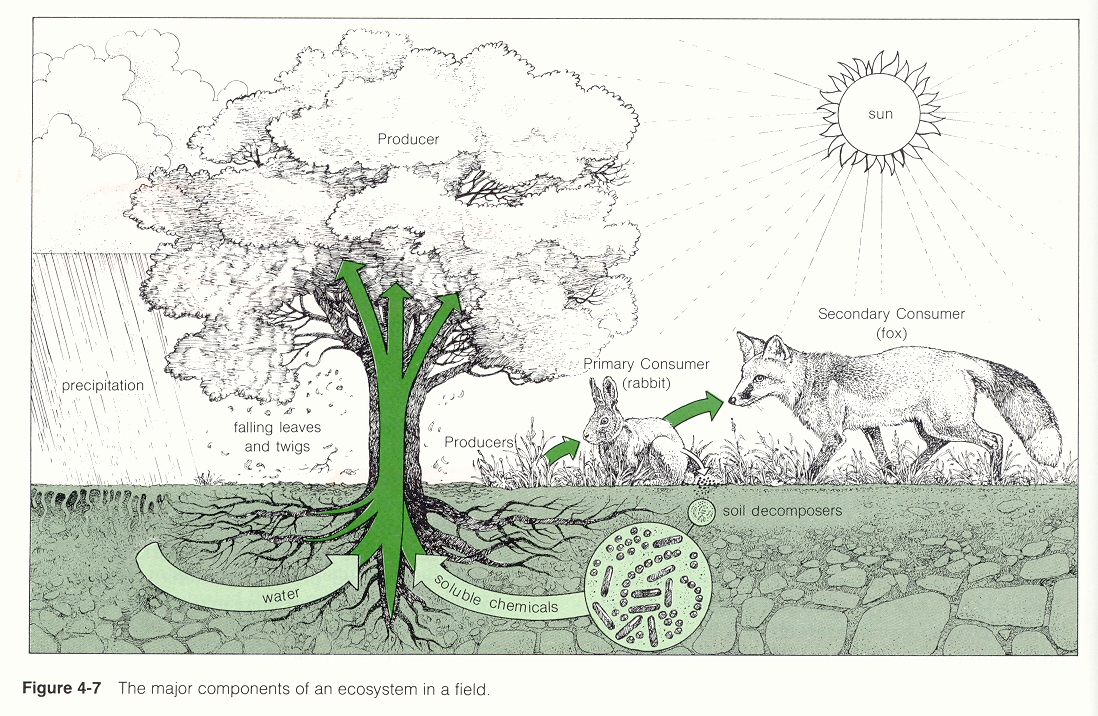 sun
Producer
Secondary Consumer
(fox)
Primary Consumer
(rabbit)
precipitation
falling leaves
and twigs
Producers
soil decomposers
water
soluble chemicals
Figure 4-7 The major components of an ecosystem in a field.